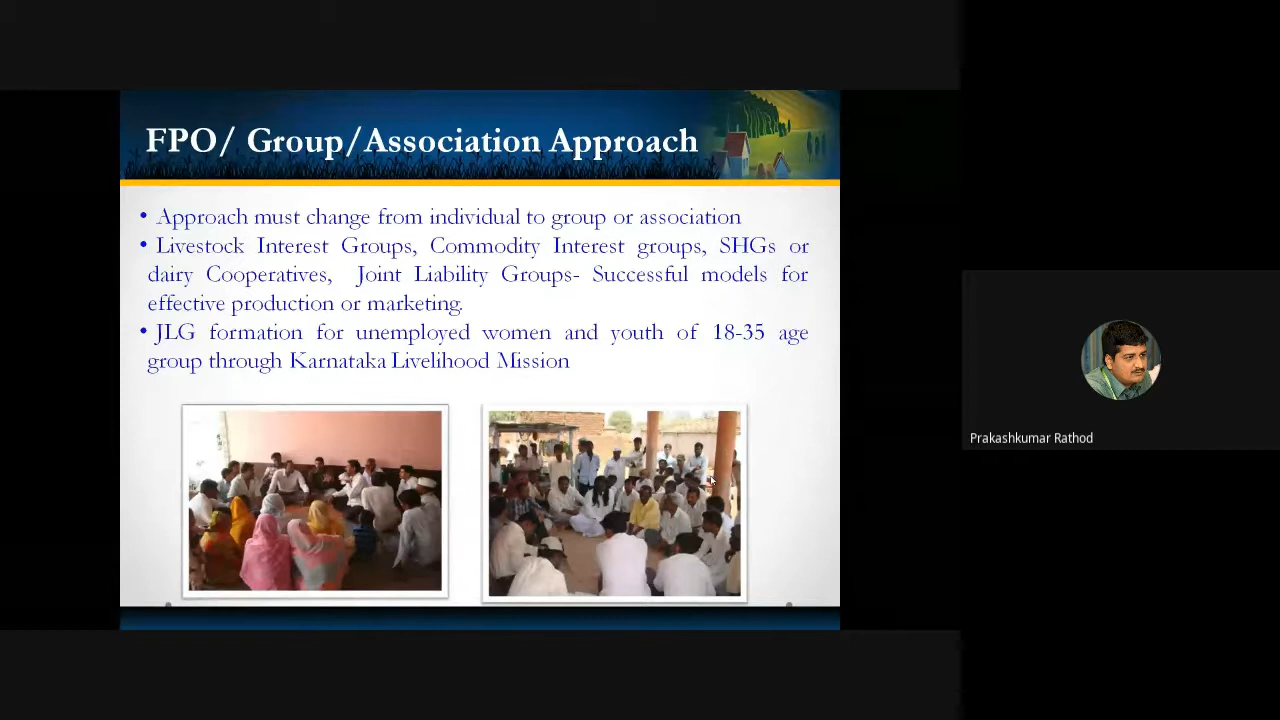 FPO/ Group/Association Approach
• Approach must change from individual to group or association
• Livestock Interest Groups, Commodity Interest groups, SHGs or
dairy Cooperatives, Joint Liability Groups- Successful models for
effective production or marketing.
• JLG formation for unemployed women and youth of 18-35 age
group through Karnataka Livelihood Mission
Prakashkumar Rathod